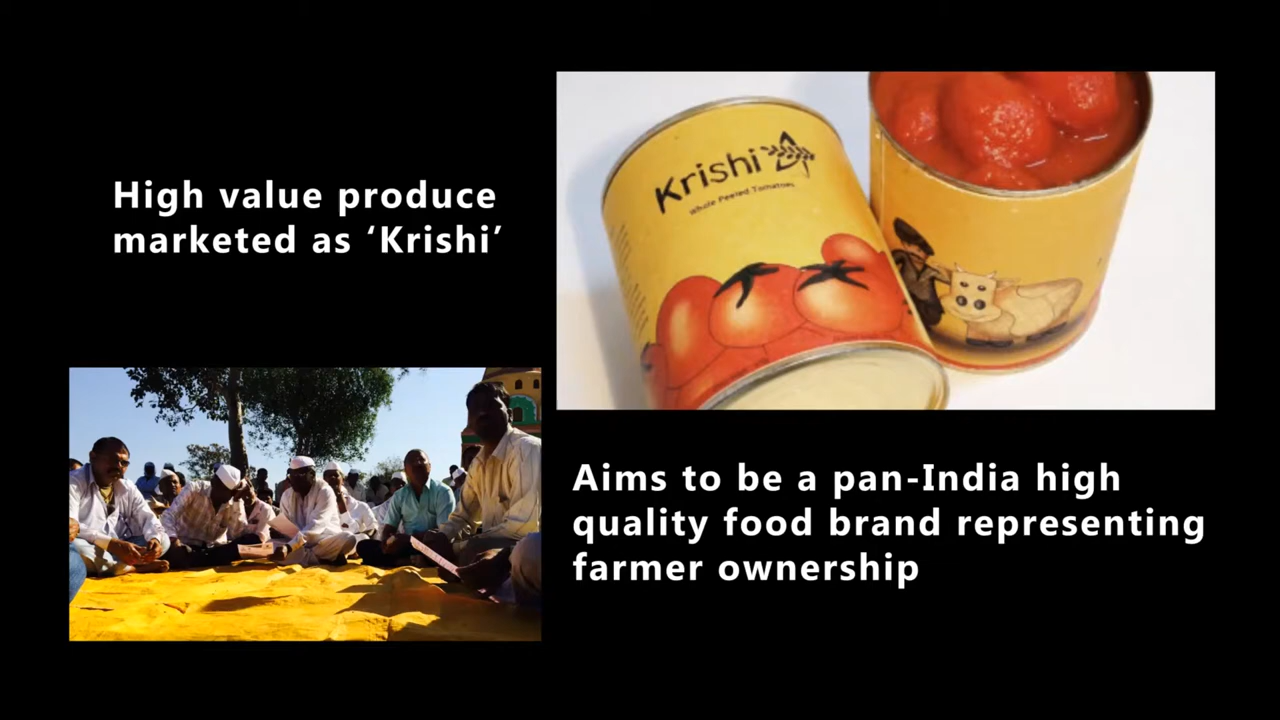 High value produce
marketed as ‘Krishi’
Krishi
Whole Peeled Tomatoes
Aims to be a pan-India high
quality food brand representing
farmer ownership